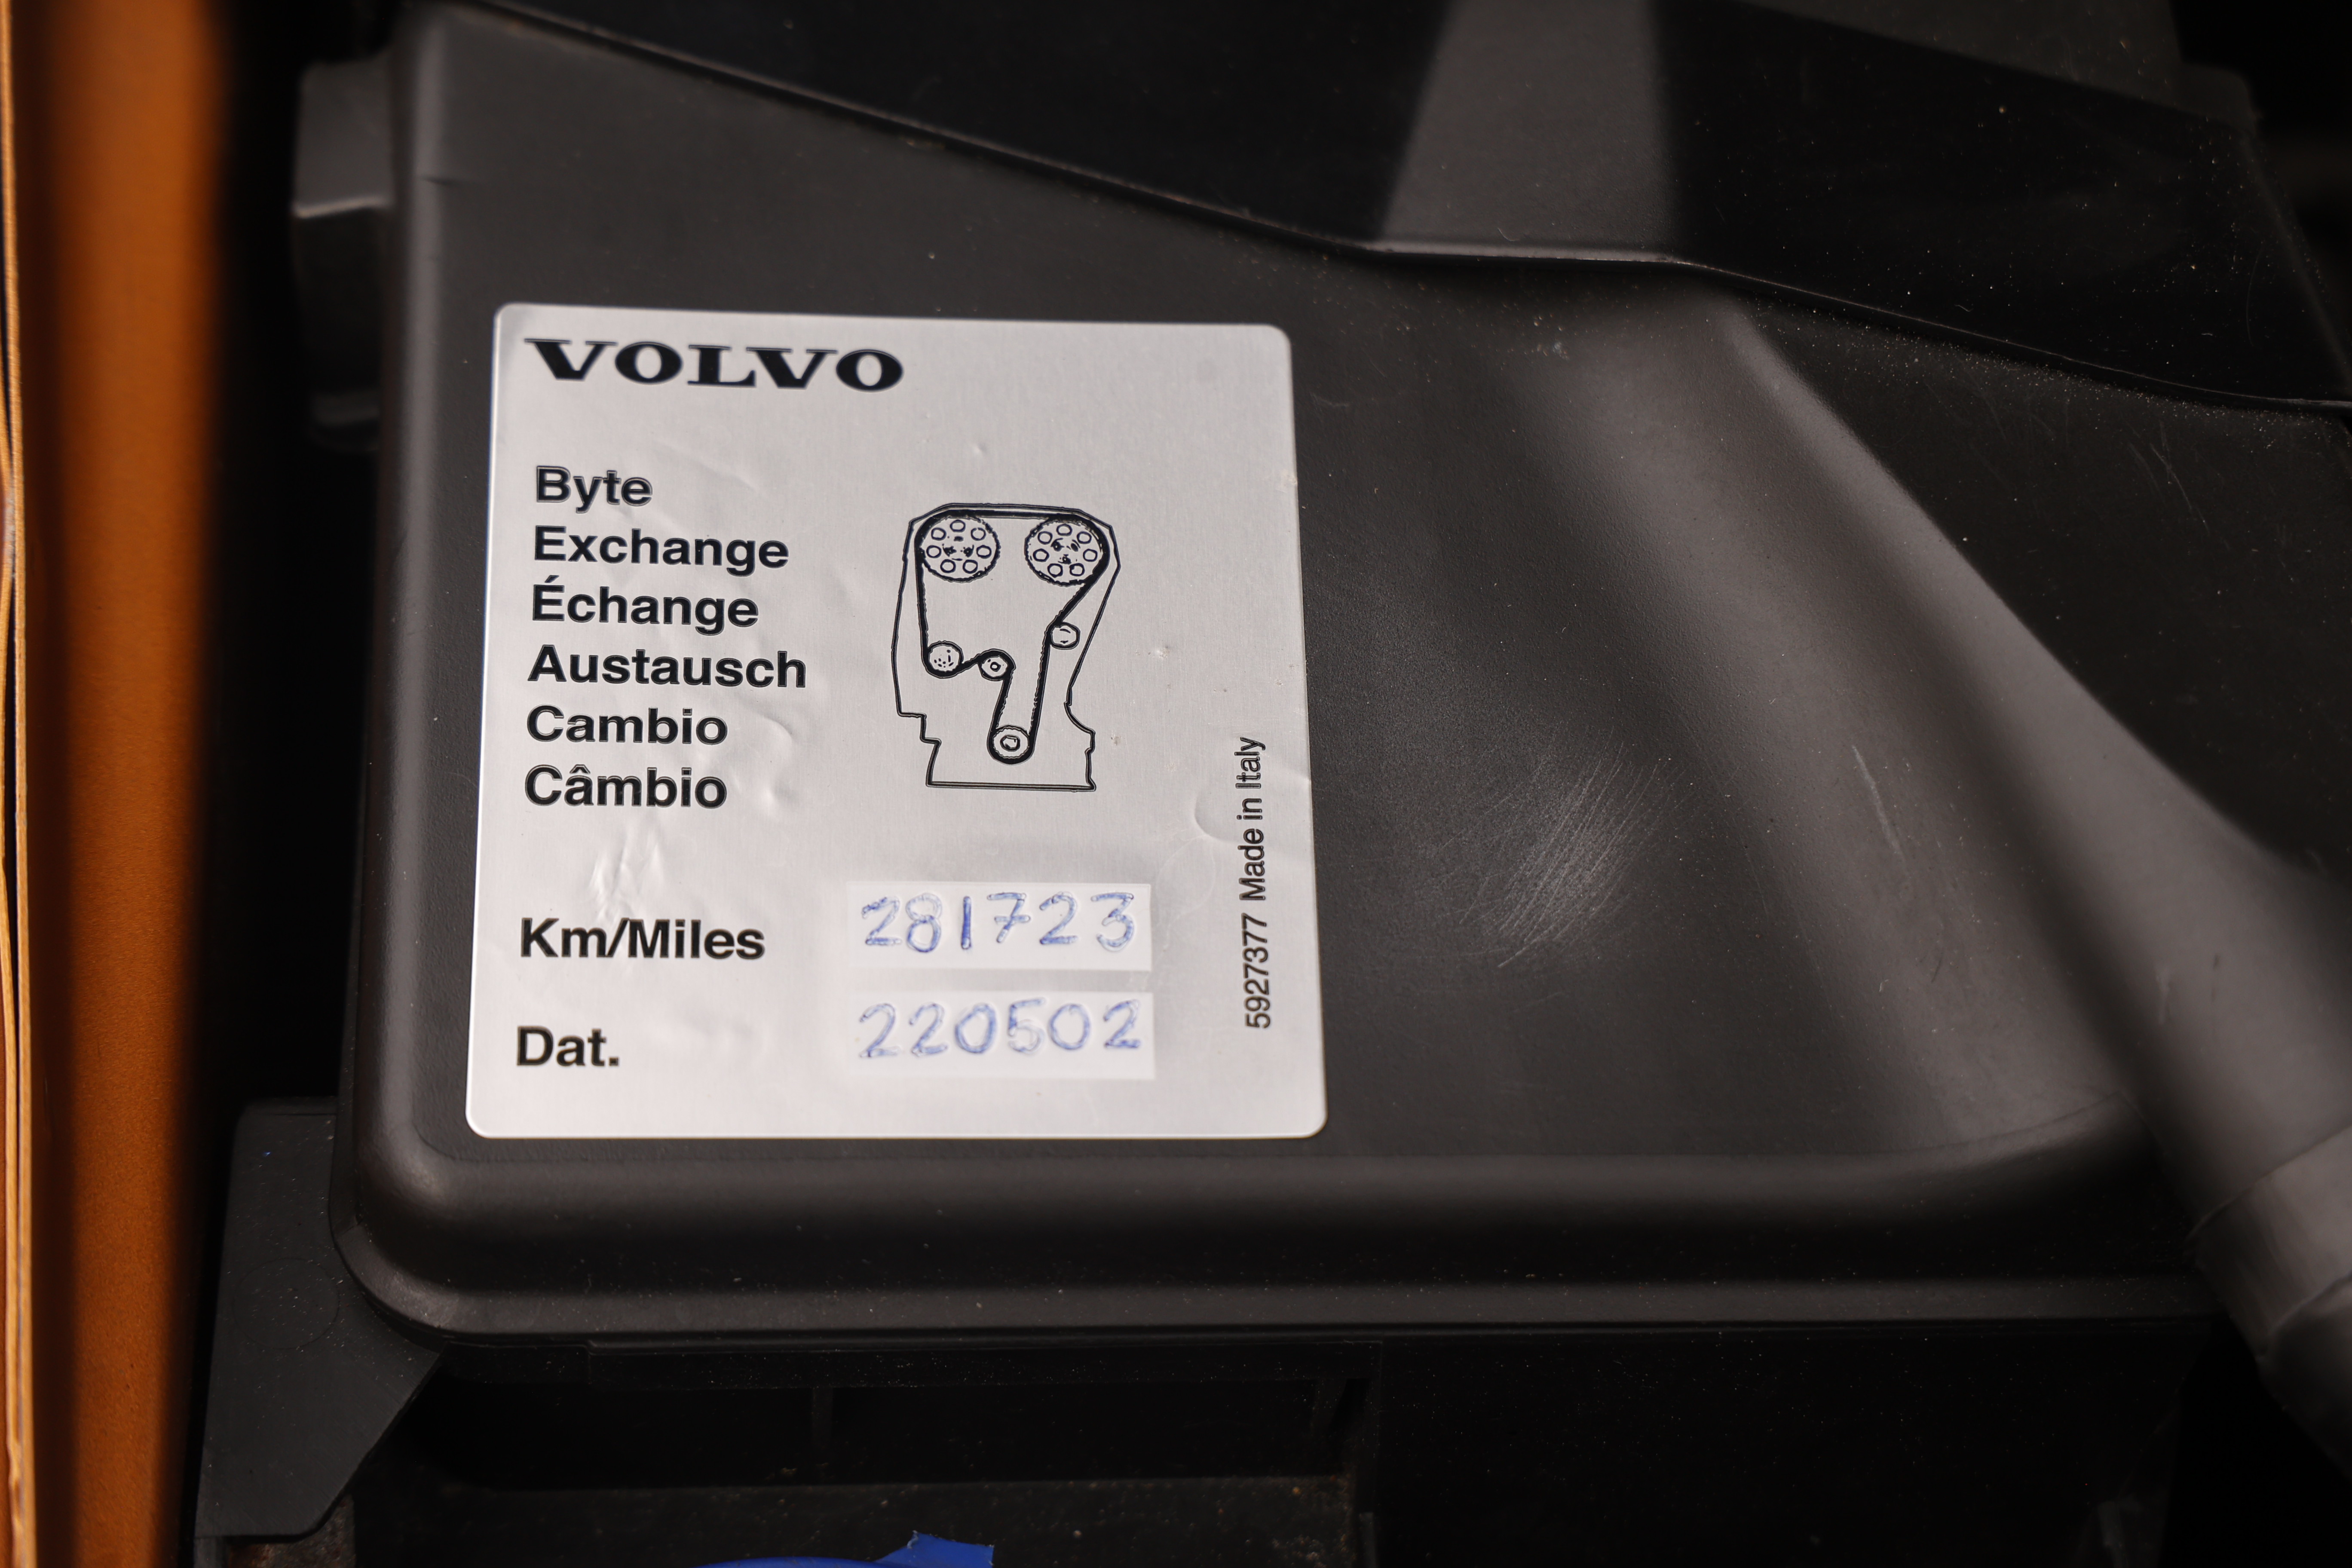 VOLVO
Byte
Exchange
Échange
Austausch
Cambio
Câmbio
Km/Miles 281723
Dat. 220502
5927377 Made in Italy